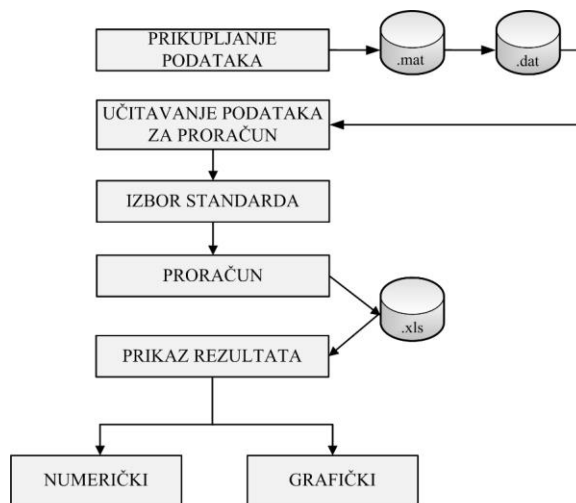 PRIKUPLJANJE
PODATAKA
.mat
.dat
UČITAVANJE PODATAKA
ZA PRORAČUN
IZBOR STANDARDA
PRORAČUN
.xls
PRIKAZ REZULTATA
NUMERIČKI
GRAFIČKI